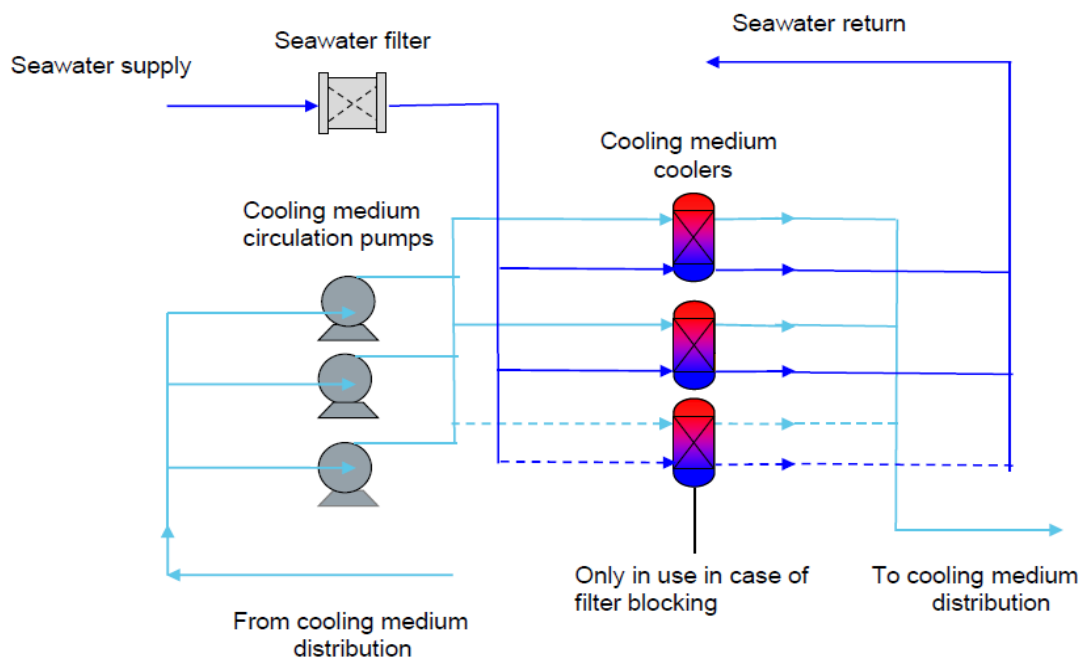 Seawater return
Seawater filter
Seawater supply
Cooling medium
coolers
Cooling medium
circulation pumps
Only in use in case of
filter blocking
To cooling medium
distribution
From cooling medium
distribution